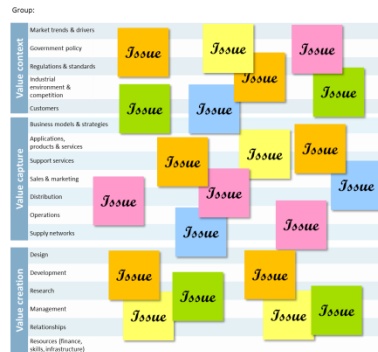 Group:
Value context
Market trends & drivers
Government policy
Regulations & standards
Industrial
environment &
competition
Customers
Issue
Issue
Issue
Issue
Issue
Issue
Issue
Value capture
Business models & strategies
Applications,
products & services
Support services
Sales & marketing
Distribution
Operations
Supply networks
Issue
Issue
Issue
Issue
Issue
Issue
Issue
Issue
Value creation
Design
Development
Research
Management
Relationships
Resources (finance,
skills, infrastructure)
Issue
Issue
Issue
Issue
Issue
Issue